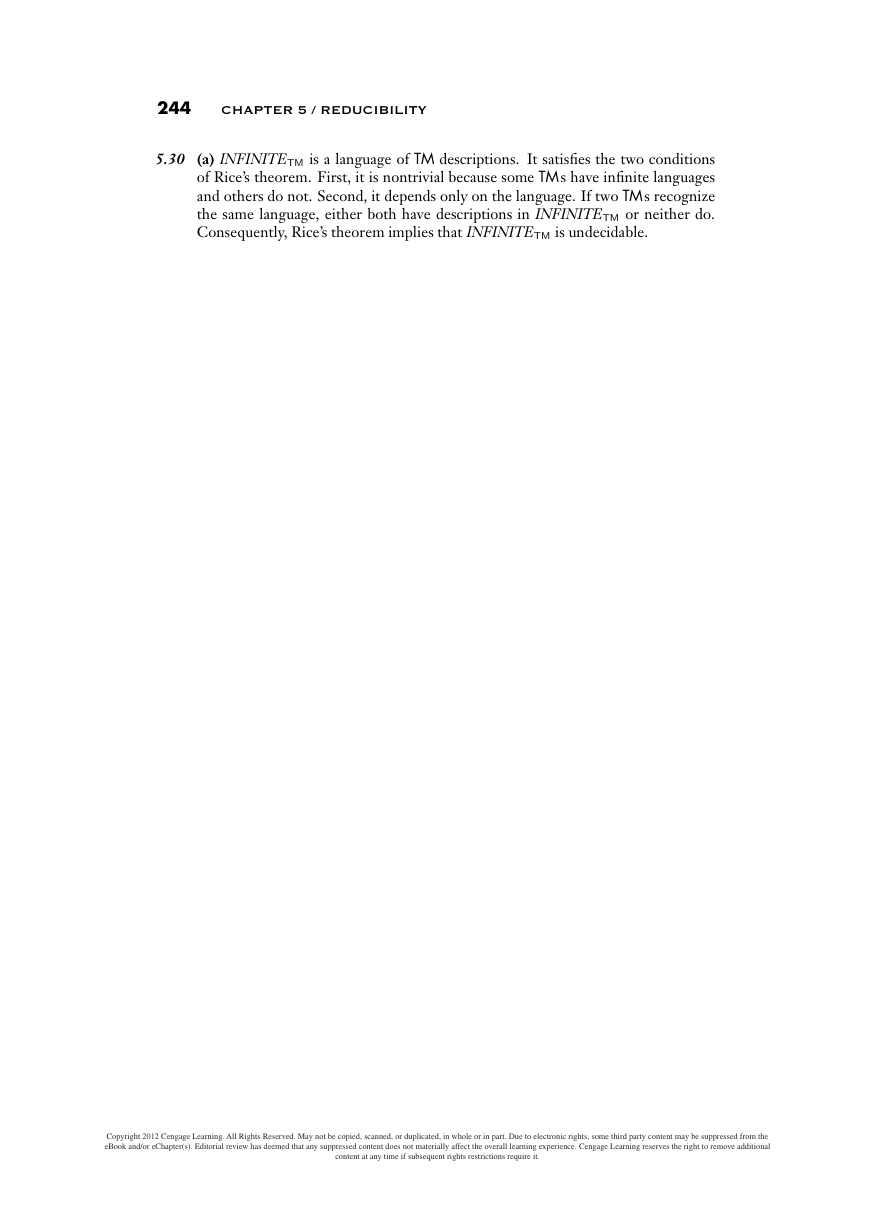 244 CHAPTER 5 / REDUCIBILITY
5.30 (a) INFINITE_TM is a language of TM descriptions. It satisfies the two conditions
of Rice’s theorem. First, it is nontrivial because some TMs have infinite languages
and others do not. Second, it depends only on the language. If two TMs recognize
the same language, either both have descriptions in INFINITE_TM or neither do.
Consequently, Rice’s theorem implies that INFINITE_TM is undecidable.
Copyright 2012 Cengage Learning. All Rights Reserved. May not be copied, scanned, or duplicated, in whole or in part. Due to electronic rights, some third party content may be suppressed from the
eBook and/or eChapter(s). Editorial review has deemed that any suppressed content does not materially affect the overall learning experience. Cengage Learning reserves the right to remove additional
content at any time if subsequent rights restrictions require it.